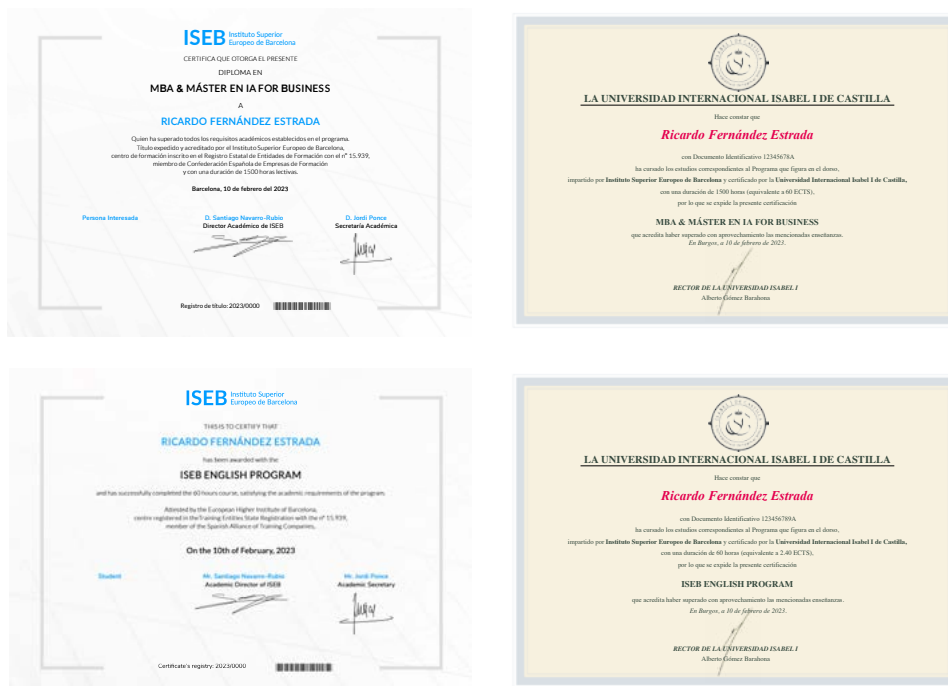 ISEB Instituto Superior
Europeo de Barcelona
CERTIFICA QUE OTORGA EL PRESENTE
DIPLOMA EN
MBA & MÁSTER EN IA FOR BUSINESS
A
RICARDO FERNÁNDEZ ESTRADA
Quien ha superado todos los requisitos académicos establecidos en el programa.
Título expedido y acreditado por el Instituto Superior Europeo de Barcelona,
centro de formación inscrito en el Registro Estatal de Entidades de Formación con el nº 15.939,
miembro de Confederación Española de Empresas de Formación
y con una duración de 1500 horas lectivas.
Barcelona, 10 de febrero del 2023
Persona Interesada
D. Santiago Navarro-Rubio
Director Académico de ISEB
D. Jordi Ponce
Secretaría Académica
Registro de título: 2023/0000
LA UNIVERSIDAD INTERNACIONAL ISABEL I DE CASTILLA
Hace constar que
Ricardo Fernández Estrada
con Documento Identificativo 12345678A
ha cursado los estudios correspondientes al Programa que figura en el dorso,
impartido por Instituto Superior Europeo de Barcelona y certificado por la Universidad Internacional Isabel I de Castilla,
con una duración de 1500 horas (equivalente a 60 ECTS),
por lo que se expide la presente certificación
MBA & MÁSTER EN IA FOR BUSINESS
que acredita haber superado con aprovechamiento las mencionadas enseñanzas.
En Burgos, a 10 de febrero de 2023.
RECTOR DE LA UNIVERSIDAD ISABEL I
Alberto Gómez Barahona
ISEB Instituto Superior
Europeo de Barcelona
THIS IS TO CERTIFY THAT
RICARDO FERNÁNDEZ ESTRADA
has been awarded with the
ISEB ENGLISH PROGRAM
and has successfully completed the 60 hours course, satisfying the academic requirements of the program.
Attended by the European Higher Institute of Barcelona,
centre registered in the Training Entities State Registration with the nº 15.939,
member of the Spanish Alliance of Training Companies.
On the 10th of February, 2023
Student
Mr. Santiago Navarro-Rubio
Academic Director of ISEB
Mr. Jordi Ponce
Academic Secretary
Certificate's registry: 2023/0000
LA UNIVERSIDAD INTERNACIONAL ISABEL I DE CASTILLA
Hace constar que
Ricardo Fernández Estrada
con Documento Identificativo 123456789A
ha cursado los estudios correspondientes al Programa que figura en el dorso,
impartido por Instituto Superior Europeo de Barcelona y certificado por la Universidad Internacional Isabel I de Castilla,
con una duración de 60 horas (equivalente a 2.40 ECTS),
por lo que se expide la presente certificación
ISEB ENGLISH PROGRAM
que acredita haber superado con aprovechamiento las mencionadas enseñanzas.
En Burgos, a 10 de febrero de 2023.
RECTOR DE LA UNIVERSIDAD ISABEL I
Alberto Gómez Barahona